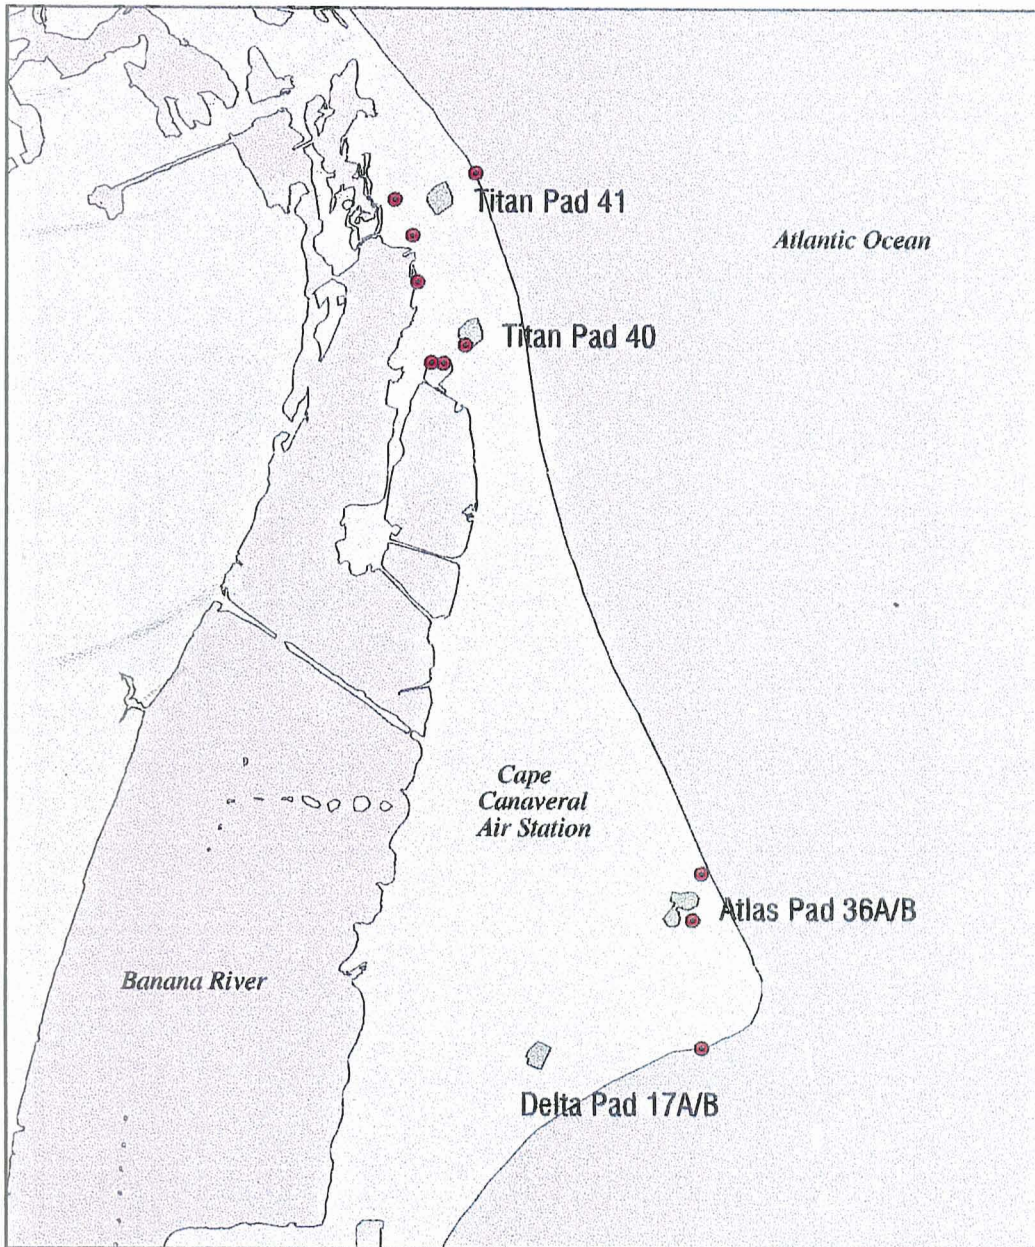 Titan Pad 41
Atlantic Ocean
Titan Pad 40
Cape
Canaveral
Air Station
Atlas Pad 36A/B
Banana River
Delta Pad 17A/B